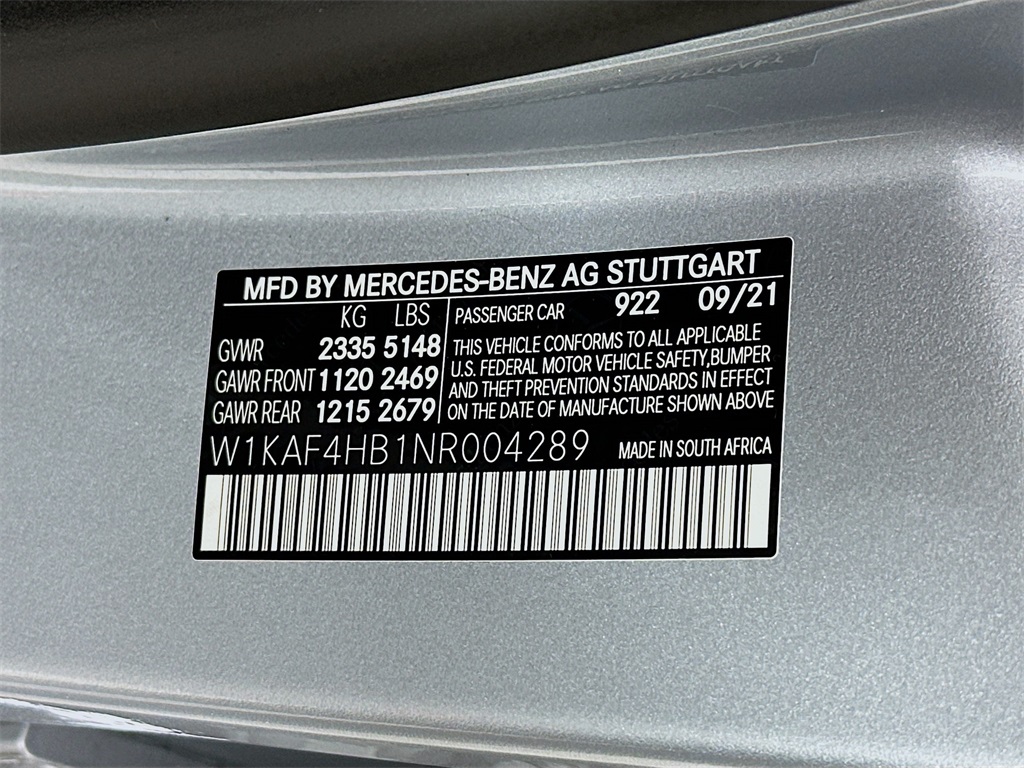 MFD BY MERCEDES-BENZ AG STUTTGART
KG LBS
GVWR 2335 5148
GAWR FRONT 1120 2469
GAWR REAR 1215 2679
PASSENGER CAR 922 09/21
THIS VEHICLE CONFORMS TO ALL APPLICABLE
U.S. FEDERAL MOTOR VEHICLE SAFETY,BUMPER
AND THEFT PREVENTION STANDARDS IN EFFECT
ON THE DATE OF MANUFACTURE SHOWN ABOVE
W1KAF4HB1NR004289 MADE IN SOUTH AFRICA